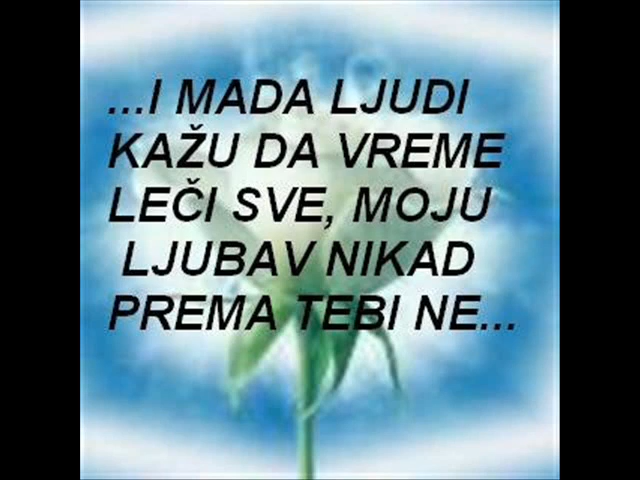 ...I MADA LJUDI
KAŽU DA VREME
LEČI SVE, MOJU
LJUBAV NIKAD
PREMA TEBI NE...